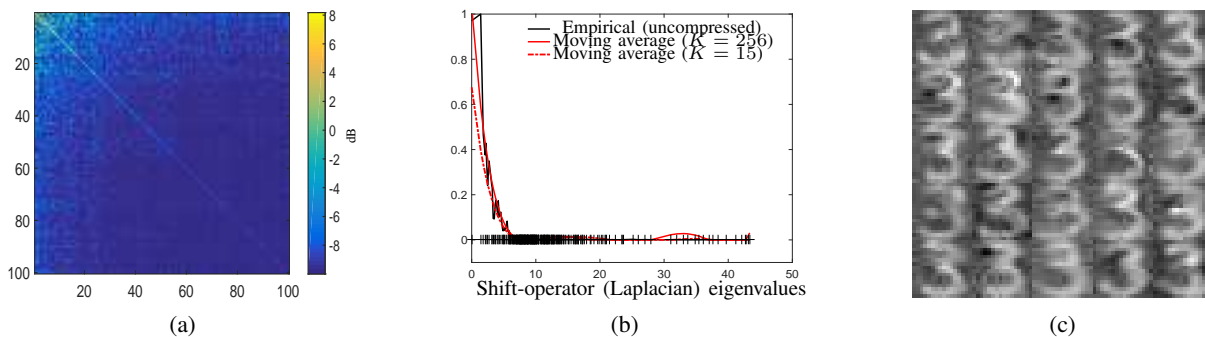 20
40
60
80
100
20 40 60 80 100
8
6
4
2
0
-2
-4
-6
-8
dB
(a)
1
0.8
0.6
0.4
0.2
0
0 10 20 30 40 50
Empirical (uncompressed)
Moving average (K = 256)
Moving average (K = 15)
Shift-operator (Laplacian) eigenvalues
(b)
(c)